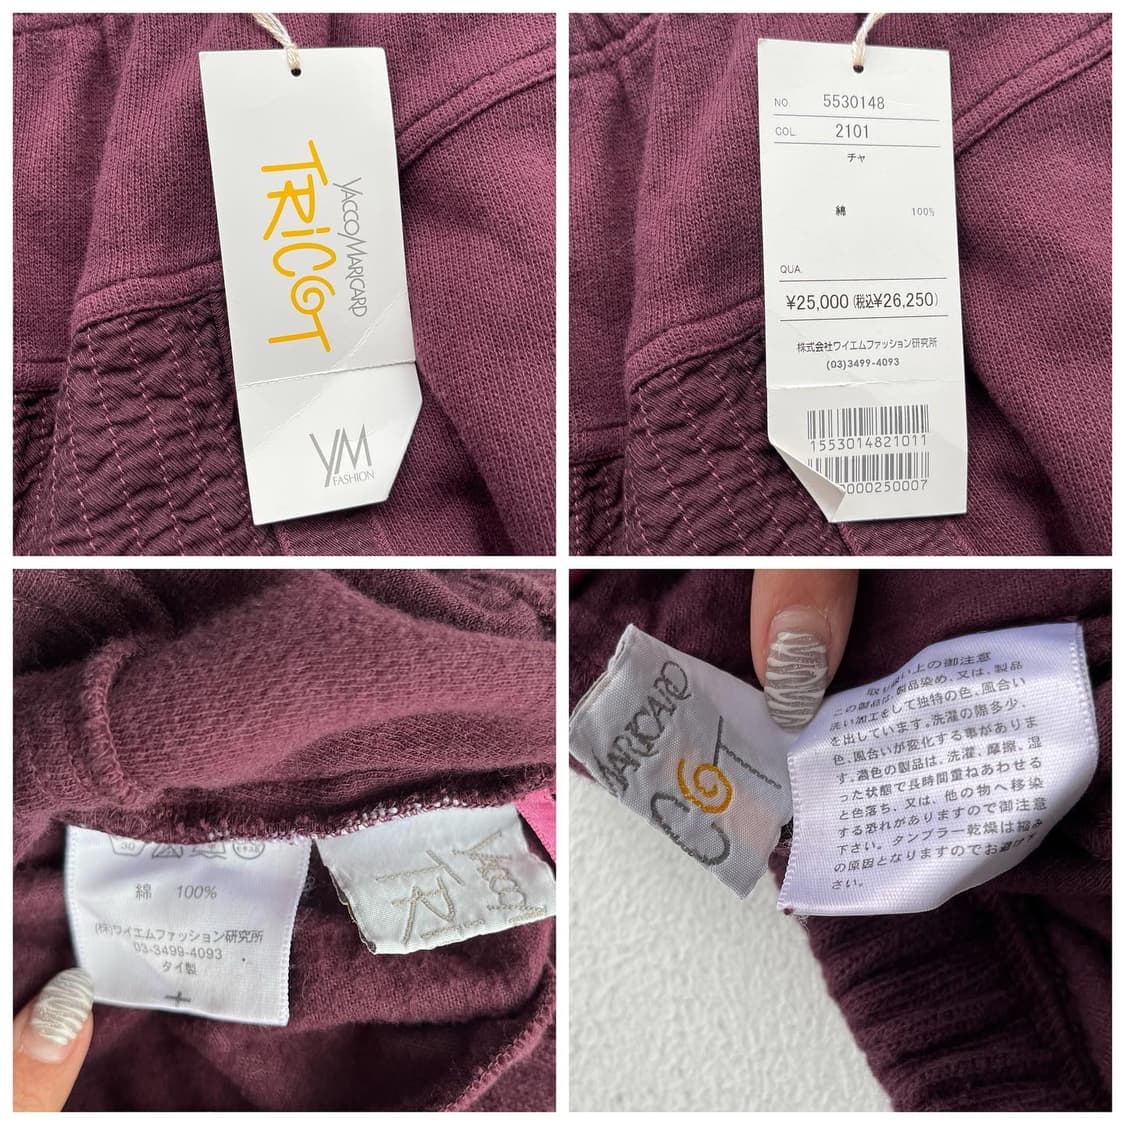 YACCOMARICARD
TRiCOT
YM
FASHION
NO. 5530148
COL. 2101
チャ
綿 100%
QUA.
¥25,000(税込¥26,250)
株式会社ワイエムファッション研究所
(03)3499-4093
1553014821011
0000250007
30
綿 100%
(株)ワイエムファッション研究所
03-3499-4093
タイ製
YACCO
TR
MARICARD
取り扱い上の御注意
この製品は、製品染め、又は、製品
洗い加工をして独特の色、風合い
を出しています。洗濯の際多少、
色、風合いが変化する事がありま
す。濃色の製品は、洗濯、摩擦、湿
った状態で長時間重ねあわせる
と色落ち、又は、他の物へ移染
する恐れがありますので御注意
下さい。タンブラー乾燥は縮み
の原因となりますのでお避け下
さい。